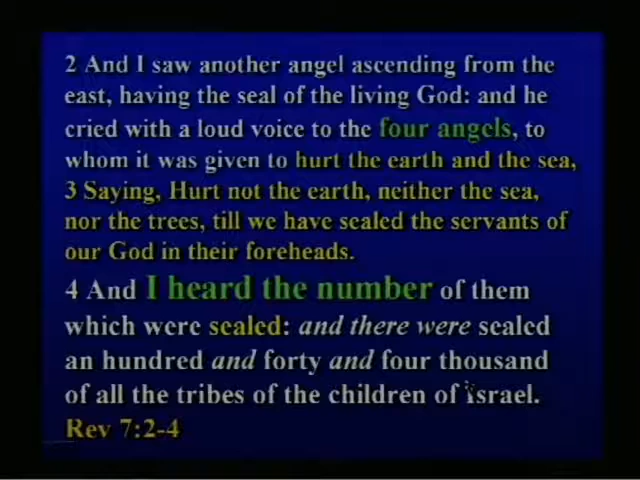 2 And I saw another angel ascending from the
east, having the seal of the living God: and he
cried with a loud voice to the four angels, to
whom it was given to hurt the earth and the sea,
3 Saying, Hurt not the earth, neither the sea,
nor the trees, till we have sealed the servants of
our God in their foreheads.
4 And I heard the number of them
which were sealed: and there were sealed
an hundred and forty and four thousand
of all the tribes of the children of Israel.
Rev 7:2-4